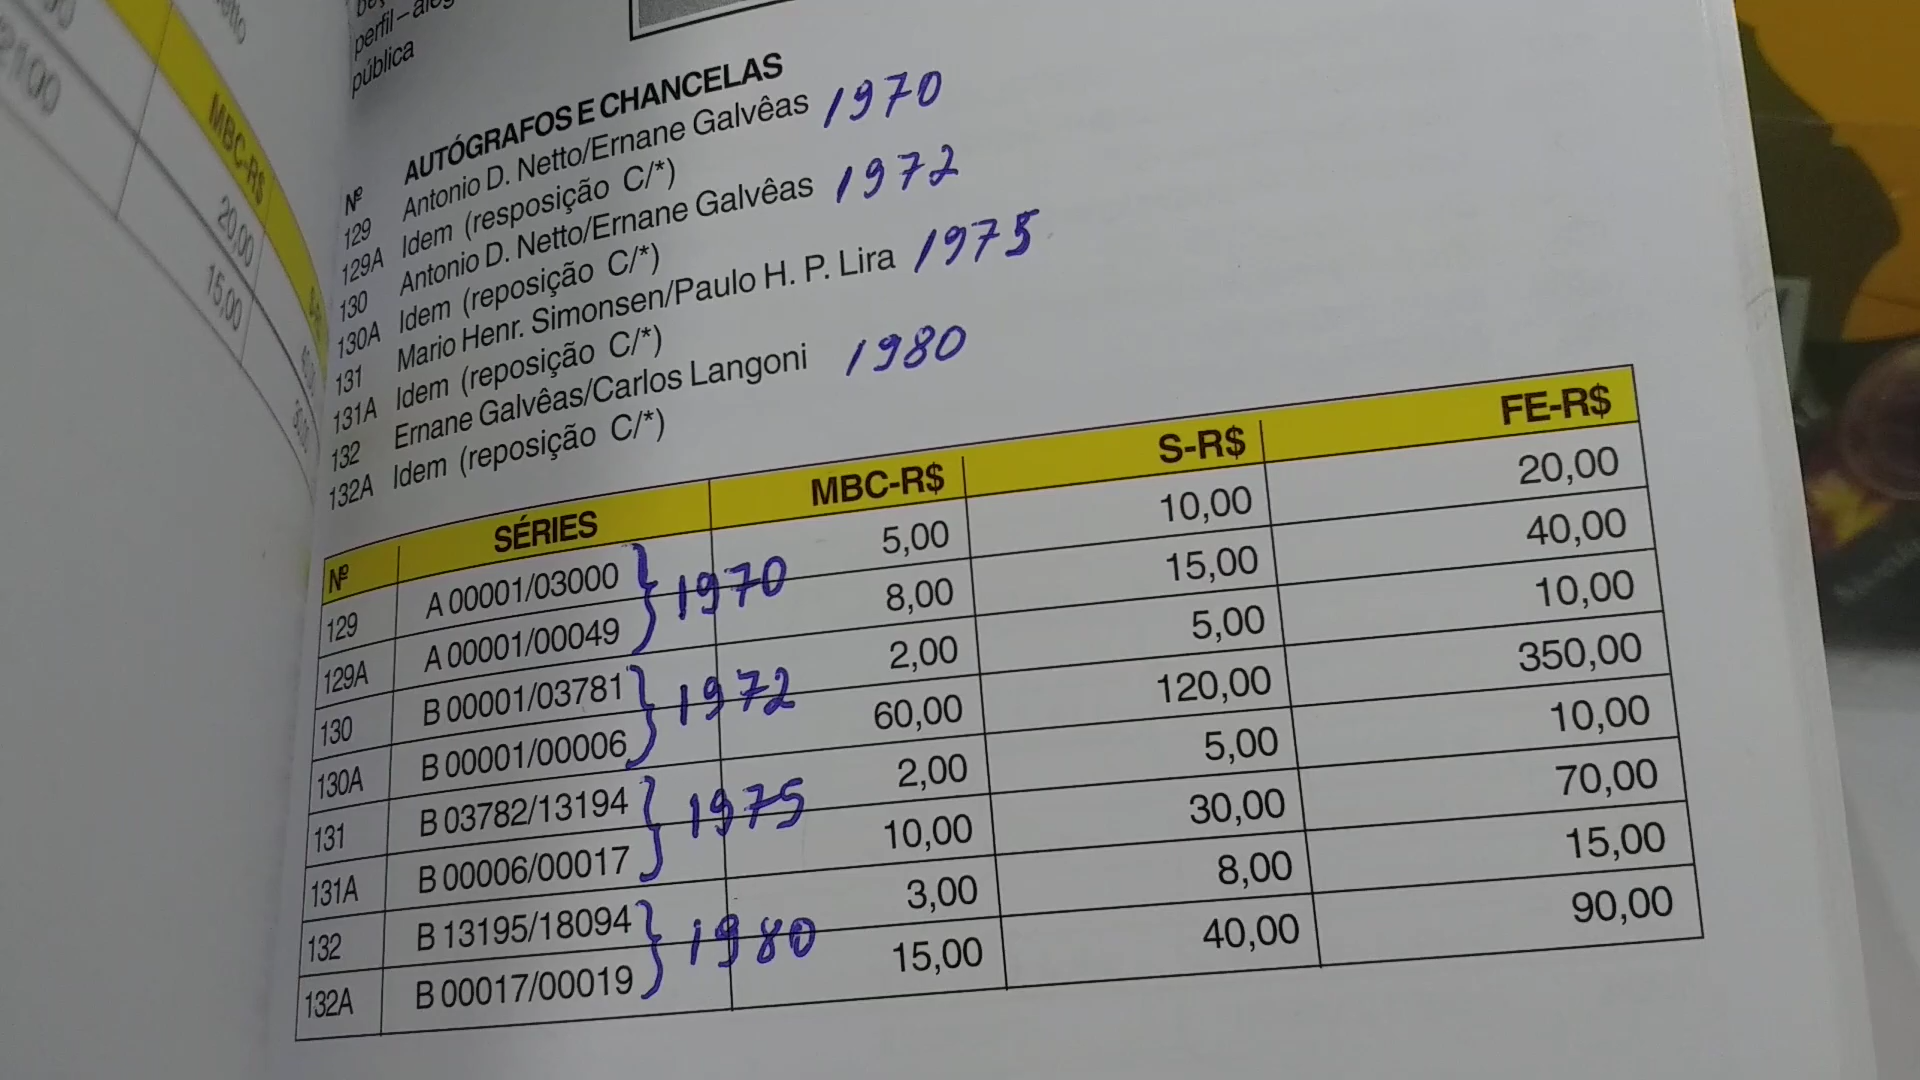 perfil – aleg
pública
AUTÓGRAFOS E CHANCELAS
Nº
129 Antonio D. Netto/Ernane Galvêas 1970
129A Idem (resposição C/*)
130 Antonio D. Netto/Ernane Galvêas 1972
130A Idem (reposição C/*)
131 Mario Henr. Simonsen/Paulo H. P. Lira 1975
131A Idem (reposição C/*)
132 Ernane Galvêas/Carlos Langoni 1980
132A Idem (reposição C/*)
Nº SÉRIES MBC-R$ S-R$ FE-R$
129 A 00001/03000 5,00 10,00 20,00
1970
129A A 00001/00049 8,00 15,00 40,00
130 B 00001/03781 2,00 5,00 10,00
1972
130A B 00001/00006 60,00 120,00 350,00
131 B 03782/13194 2,00 5,00 10,00
1975
131A B 00006/00017 10,00 30,00 70,00
132 B 13195/18094 3,00 8,00 15,00
1980
132A B 00017/00019 15,00 40,00 90,00
MBC-R$
20,00
15,00